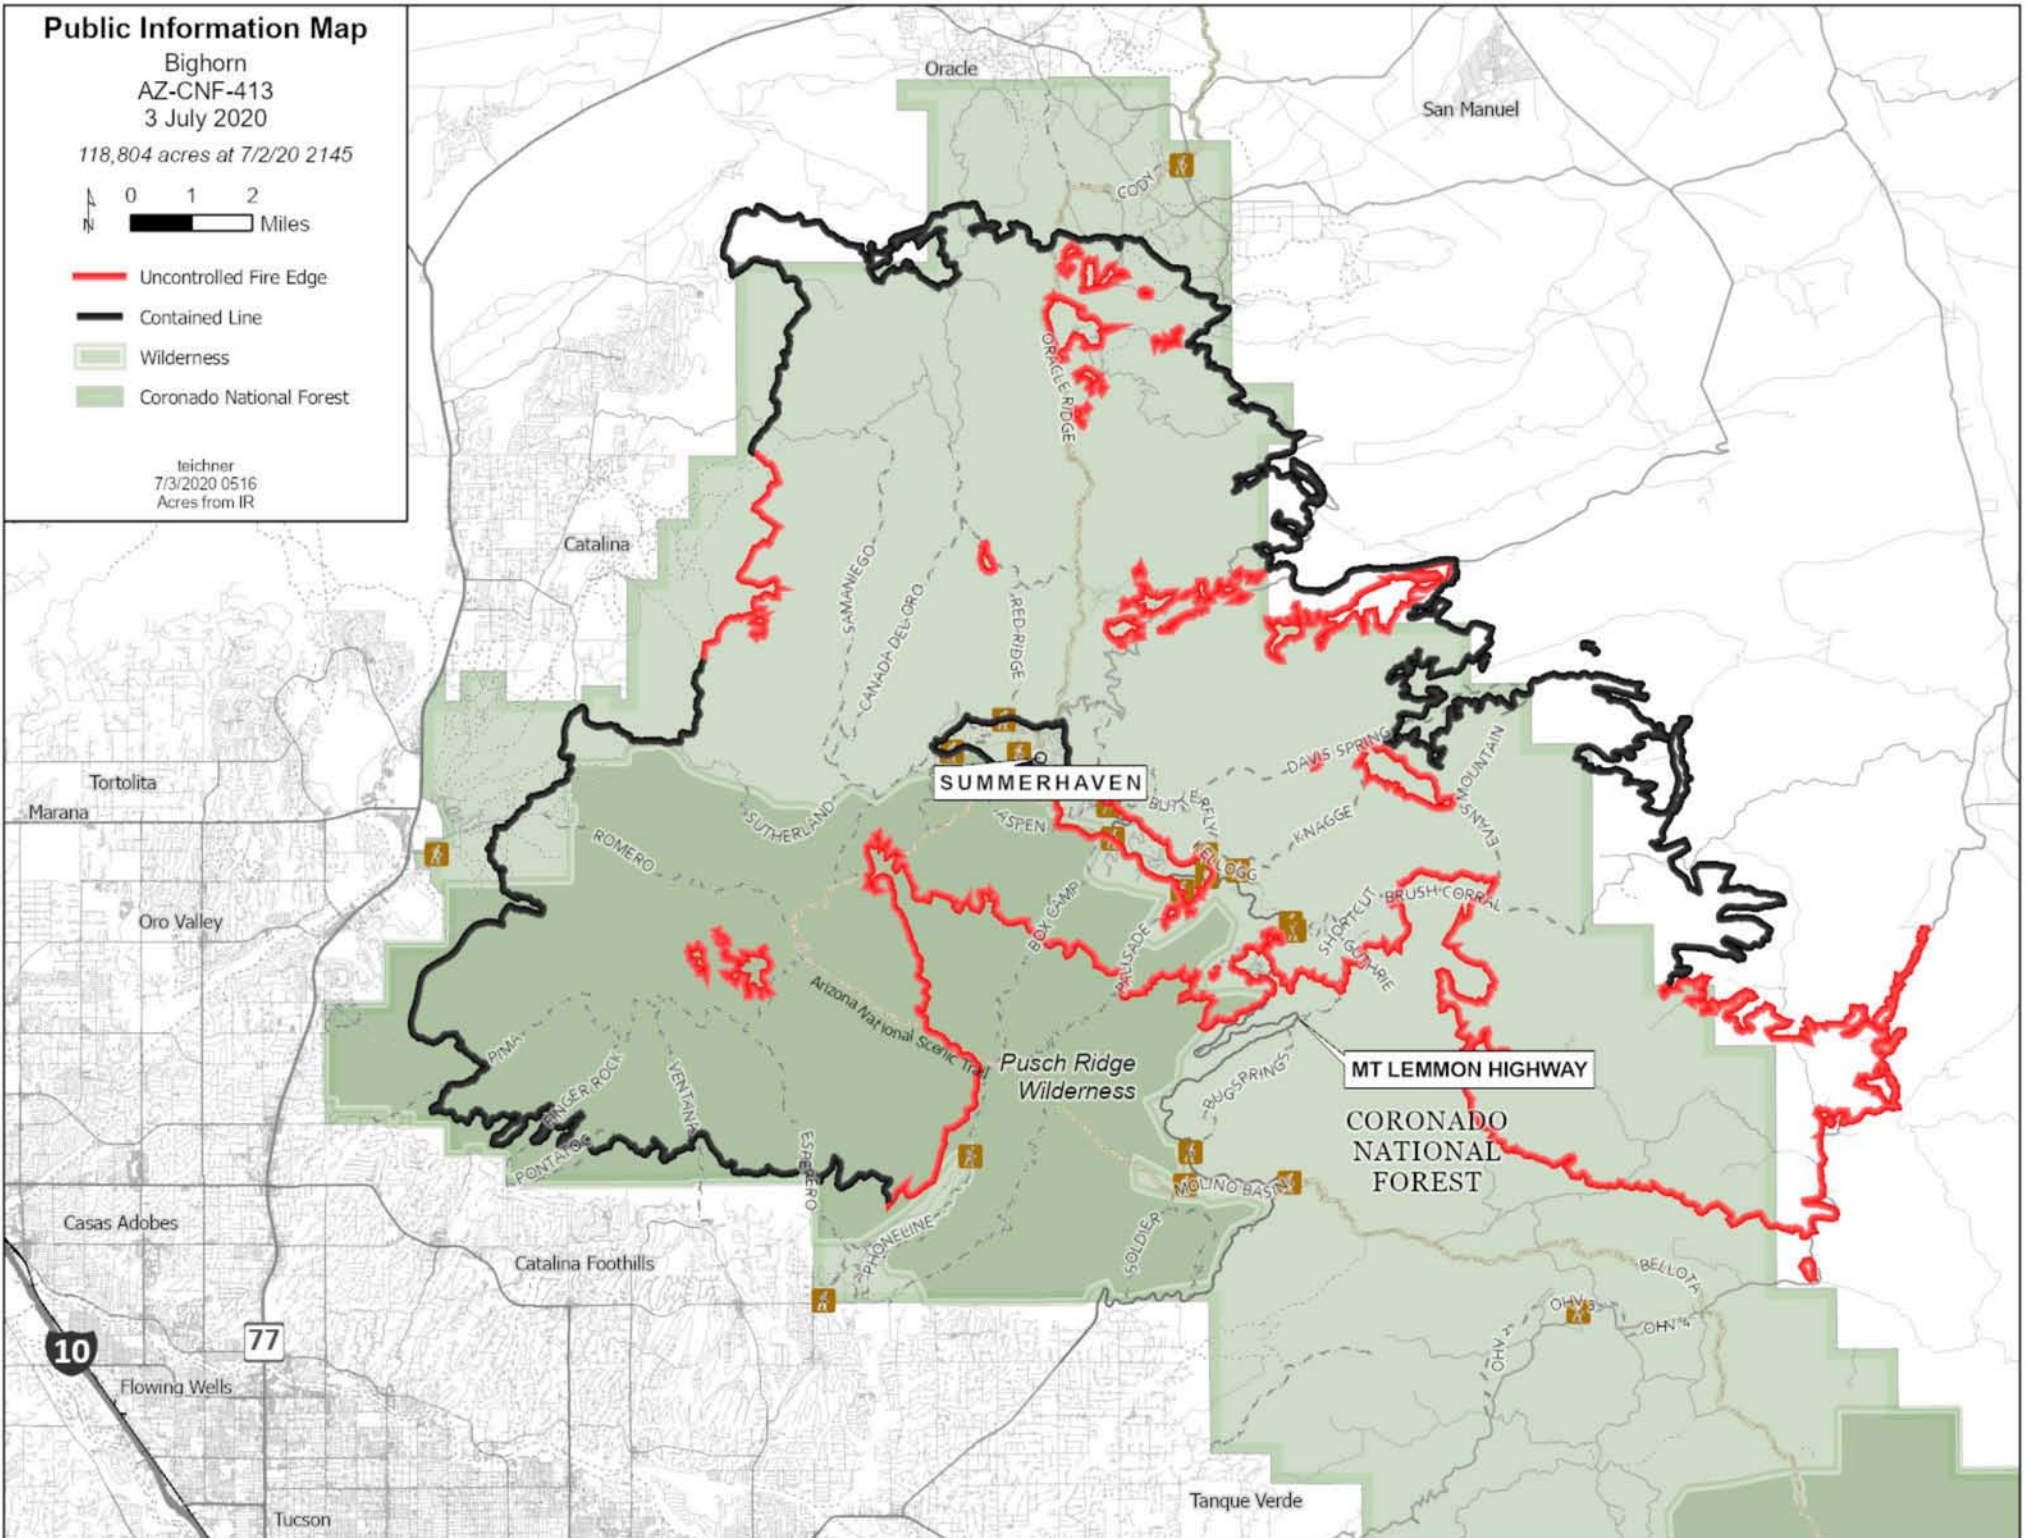 Public Information Map
Bighorn
AZ-CNF-413
3 July 2020
118,804 acres at 7/2/20 2145
N
0 1 2
Miles
Uncontrolled Fire Edge
Contained Line
Wilderness
Coronado National Forest
teichner
7/3/2020 0516
Acres from IR
Oracle
San Manuel
CODY
ORACLE RIDGE
Catalina
SAMANIEGO
CANADA DEL ORO
RED RIDGE
DAVIS SPRING
EVANS MOUNTAIN
SUMMERHAVEN
Tortolita
Marana
SUTHERLAND
ASPEN
BUTTERFLY
KNAGGE
ROMERO
KELLOGG
BRUSH CORRAL
SHORTCUT
GUTHRIE
BOX CAMP
PALISADE
Oro Valley
Arizona National Scenic Trail
PIMA
FINGER ROCK
VENTANA
PONTATOC
ESPERERO
Pusch Ridge
Wilderness
BUGSPRINGS
MT LEMMON HIGHWAY
CORONADO
NATIONAL
FOREST
MOLINO BASIN
Casas Adobes
Catalina Foothills
PHONELINE
SOLDIER
BELLOTA
OHV 3
OHV 4
OHV 2
10
77
Flowing Wells
Tucson
Tanque Verde